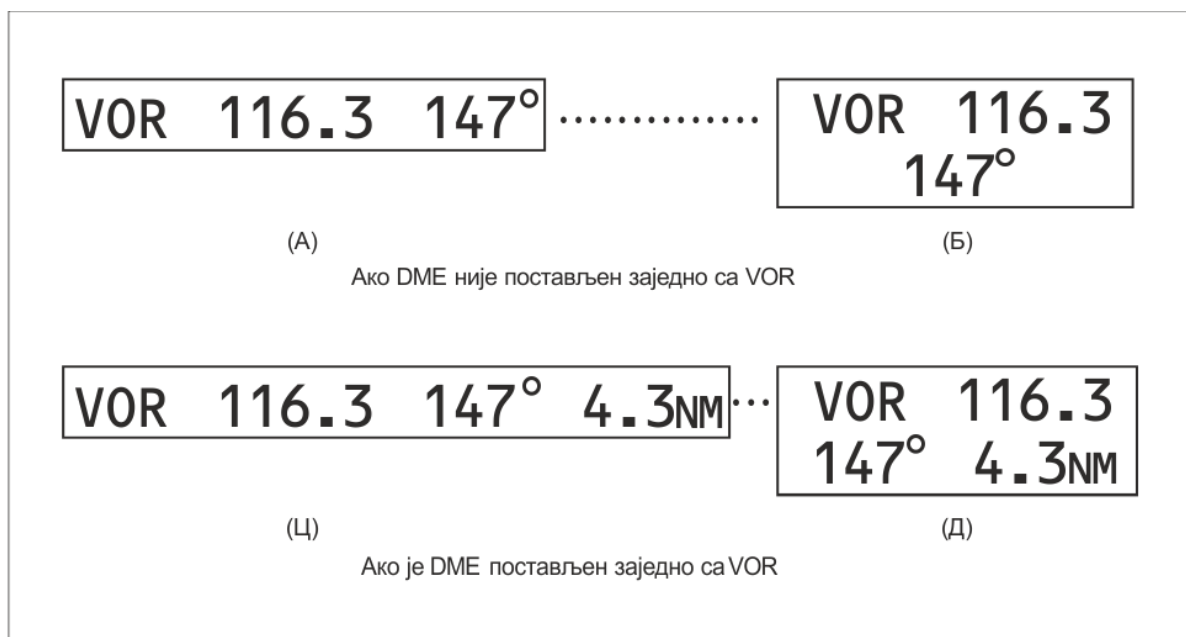 VOR 116.3 147°
VOR 116.3
147°
(А)
(Б)
Ако DME није постављен заједно са VOR
VOR 116.3 147° 4.3NM
VOR 116.3
147° 4.3NM
(Ц)
(Д)
Ако је DME постављен заједно са VOR